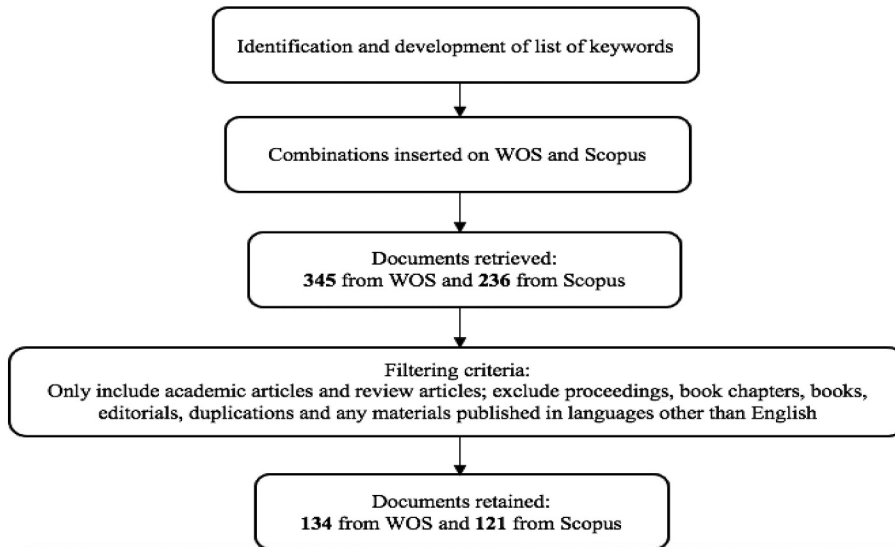 Identification and development of list of keywords
Combinations inserted on WOS and Scopus
Documents retrieved:
345 from WOS and 236 from Scopus
Filtering criteria:
Only include academic articles and review articles; exclude proceedings, book chapters, books,
editorials, duplications and any materials published in languages other than English
Documents retained:
134 from WOS and 121 from Scopus